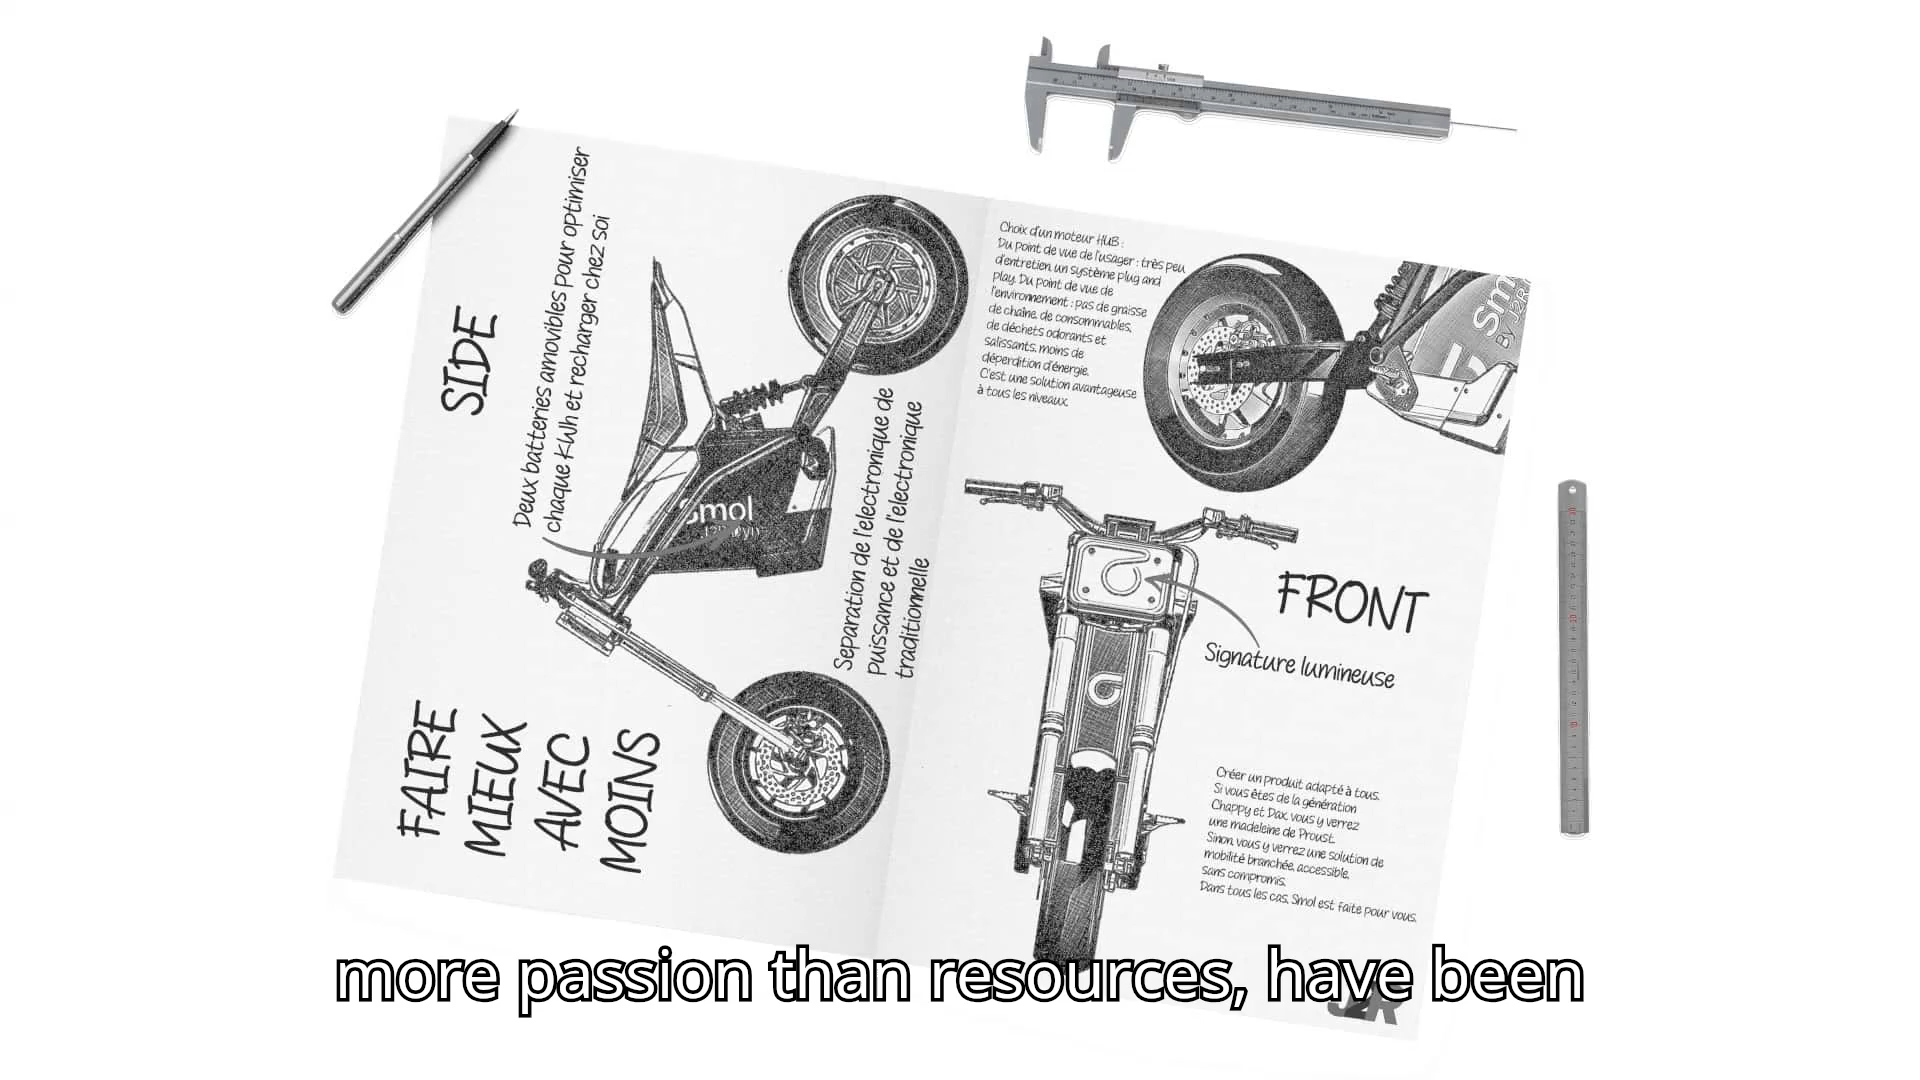 SIDE
Deux batteries amovibles pour optimiser
chaque KWh et recharger chez soi
FAIRE
MIEUX
AVEC
MOINS
Smol
Separation de l'electronique de
puissance et de l'electronique
traditionnelle
Choix d'un moteur HUB :
Du point de vue de l'usager : très peu
d'entretien, un système plug and
play. Du point de vue de
l'environnement : pas de graisse
de chaîne, de consommables,
de déchets odorants et
salissants, moins de
déperdition d'énergie.
C'est une solution avantageuse
à tous les niveaux.
BY J2R
FRONT
Signature lumineuse
Créer un produit adapté à tous.
Si vous êtes de la génération
Chappy et Dax, vous y verrez
une madeleine de Proust.
Sinon, vous y verrez une solution de
mobilité branchée, accessible,
sans compromis.
Dans tous les cas, Smol est faite pour vous.
J2R
more passion than resources, have been